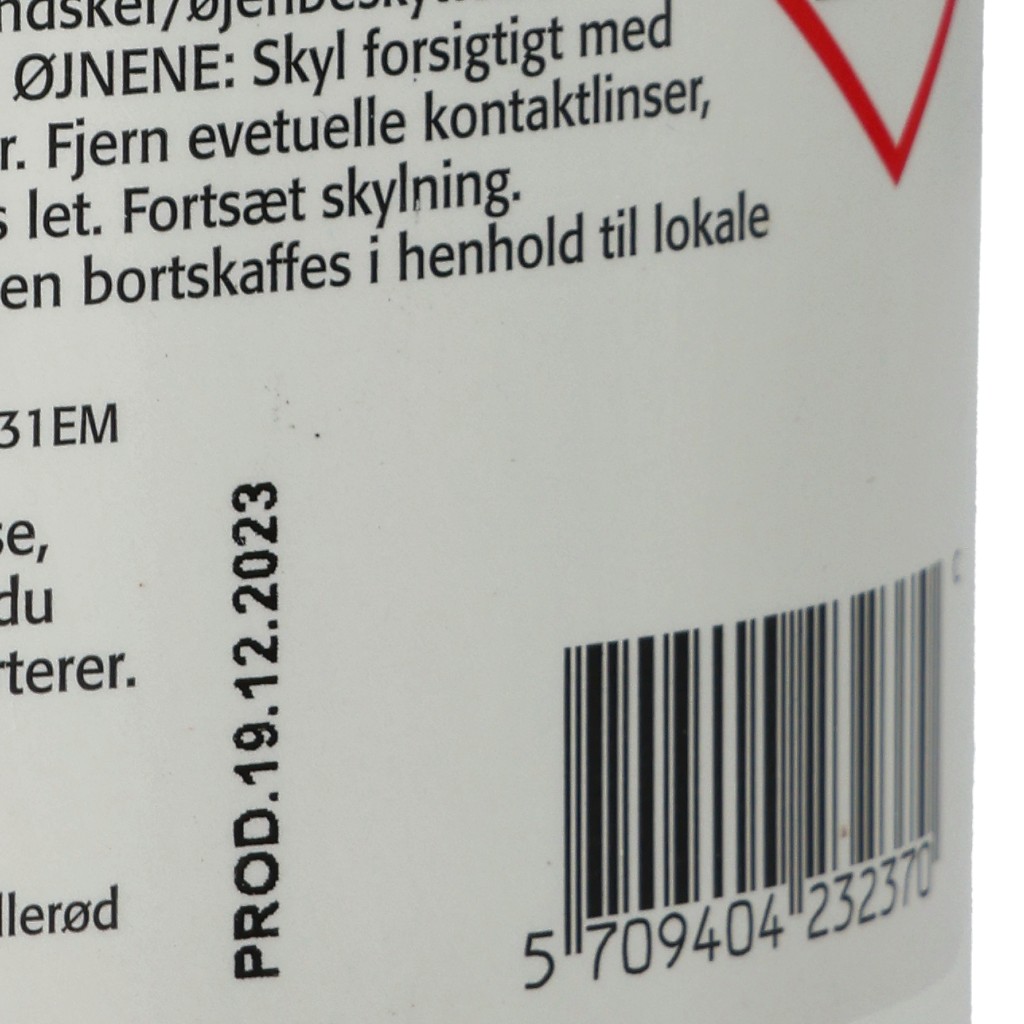 ØJNENE: Skyl forsigtigt med
r. Fjern evetuelle kontaktlinser,
s let. Fortsæt skylning.
en bortskaffes i henhold til lokale
31EM
se,
du
rterer.
llerød
PROD.19.12.2023
5 709404 232370